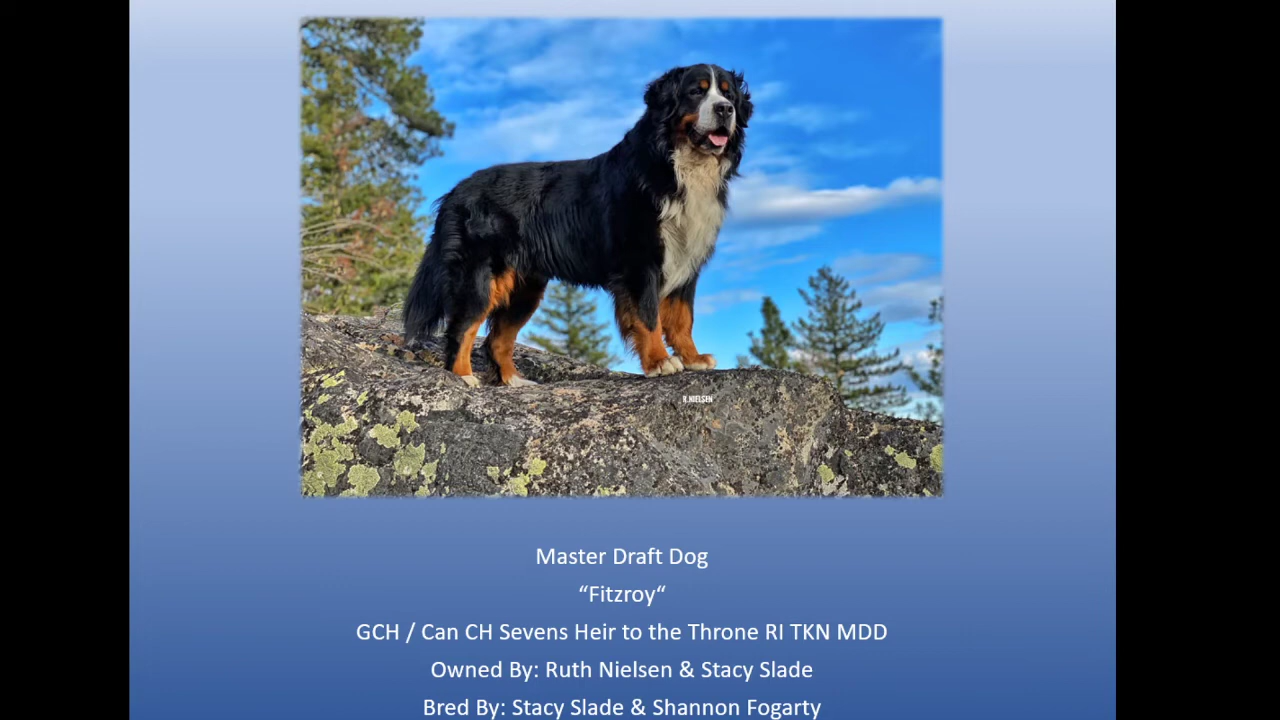 R.NIELSEN
Master Draft Dog
“Fitzroy“
GCH / Can CH Sevens Heir to the Throne RI TKN MDD
Owned By: Ruth Nielsen & Stacy Slade
Bred By: Stacy Slade & Shannon Fogarty